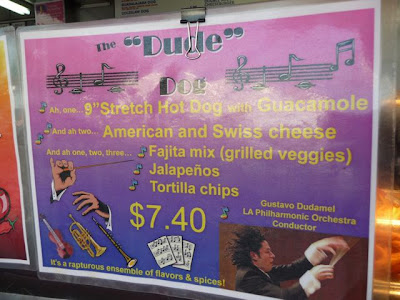 The "Dude"
Dog
Ah, one... 9"Stretch Hot Dog with Guacamole
And ah two... American and Swiss cheese
And ah one, two, three... Fajita mix (grilled veggies)
Jalapeños
Tortilla chips
$7.40
Gustavo Dudamel
LA Philharmonic Orchestra
Conductor
It's a rapturous ensemble of flavors & spices!